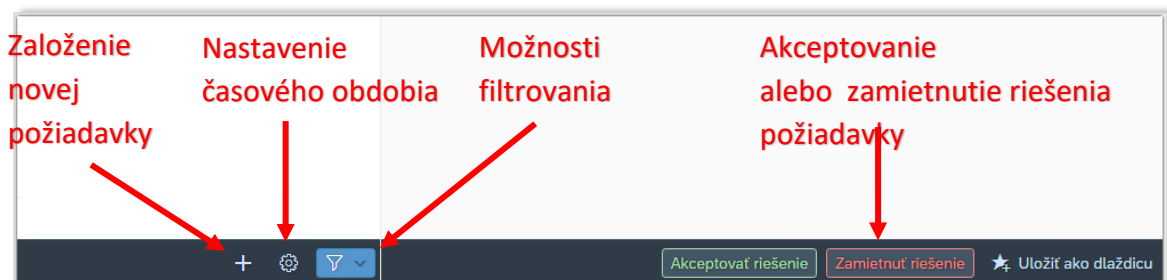 Založenie
novej
požiadavky
Nastavenie
časového obdobia
Možnosti
filtrovania
Akceptovanie
alebo zamietnutie riešenia
požiadavky
Akceptovať riešenie
Zamietnuť riešenie
Uložiť ako dlaždicu